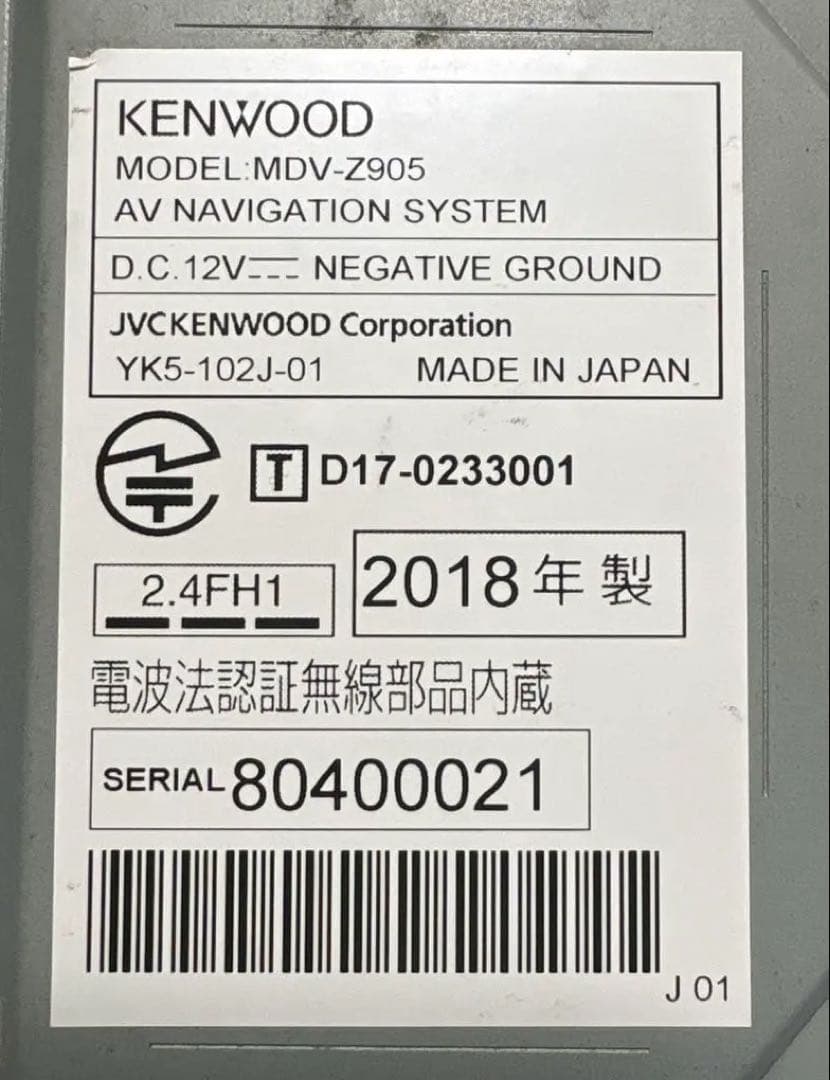 KENWOOD
MODEL:MDV-Z905
AV NAVIGATION SYSTEM
D.C.12V⎓ NEGATIVE GROUND
JVCKENWOOD Corporation
YK5-102J-01 MADE IN JAPAN
T D17-0233001
2.4FH1
2018年製
電波法認証無線部品内蔵
SERIAL 80400021
J 01